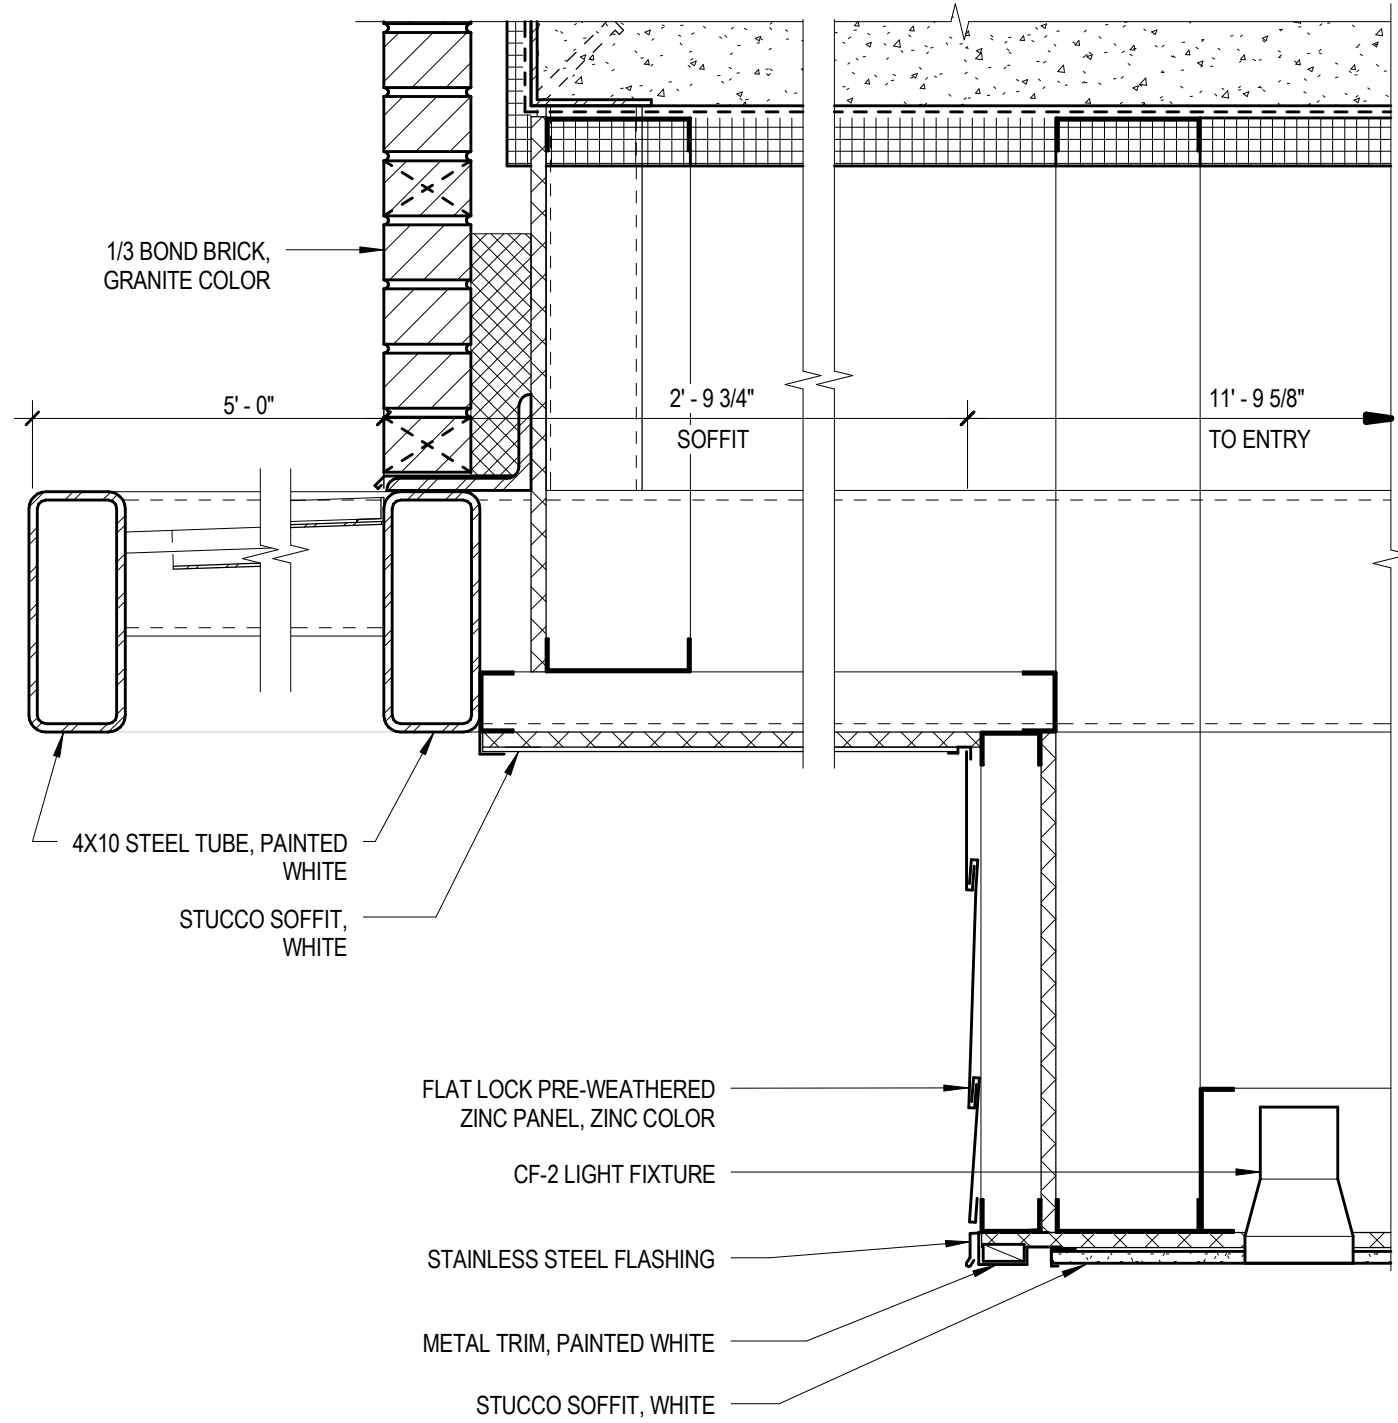 1/3 BOND BRICK,
GRANITE COLOR
5' - 0"
2' - 9 3/4"
SOFFIT
11' - 9 5/8"
TO ENTRY
4X10 STEEL TUBE, PAINTED
WHITE
STUCCO SOFFIT,
WHITE
FLAT LOCK PRE-WEATHERED
ZINC PANEL, ZINC COLOR
CF-2 LIGHT FIXTURE
STAINLESS STEEL FLASHING
METAL TRIM, PAINTED WHITE
STUCCO SOFFIT, WHITE